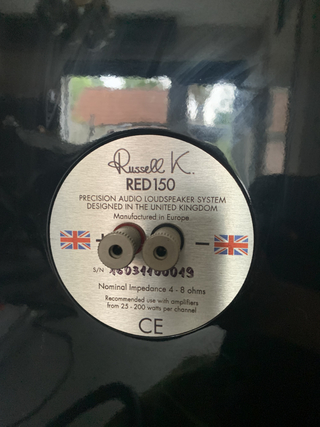 Russell K.
RED150
PRECISION AUDIO LOUDSPEAKER SYSTEM
DESIGNED IN THE UNITED KINGDOM
Manufactured in Europe
+ –
S/N
Nominal Impedance 4 - 8 ohms
Recommended use with amplifiers
from 25 - 200 watts per channel
CE